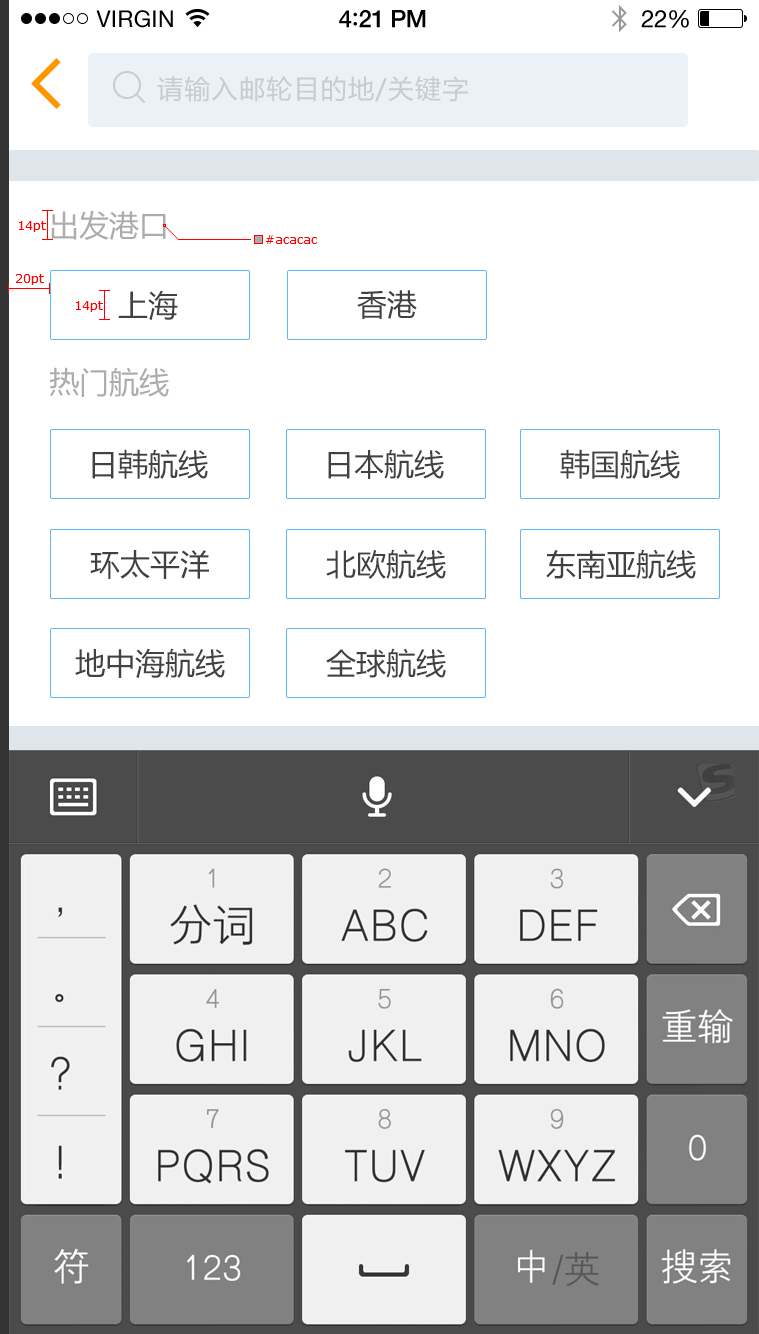 VIRGIN 4:21 PM 22%
请输入邮轮目的地/关键字
14pt 出发港口 #acacac
20pt
14pt 上海 香港
热门航线
日韩航线 日本航线 韩国航线
环太平洋 北欧航线 东南亚航线
地中海航线 全球航线
S
, 1 2 3
分词 ABC DEF
。 4 5 6
? GHI JKL MNO 重输
7 8 9
! PQRS TUV WXYZ 0
符 123 中/英 搜索